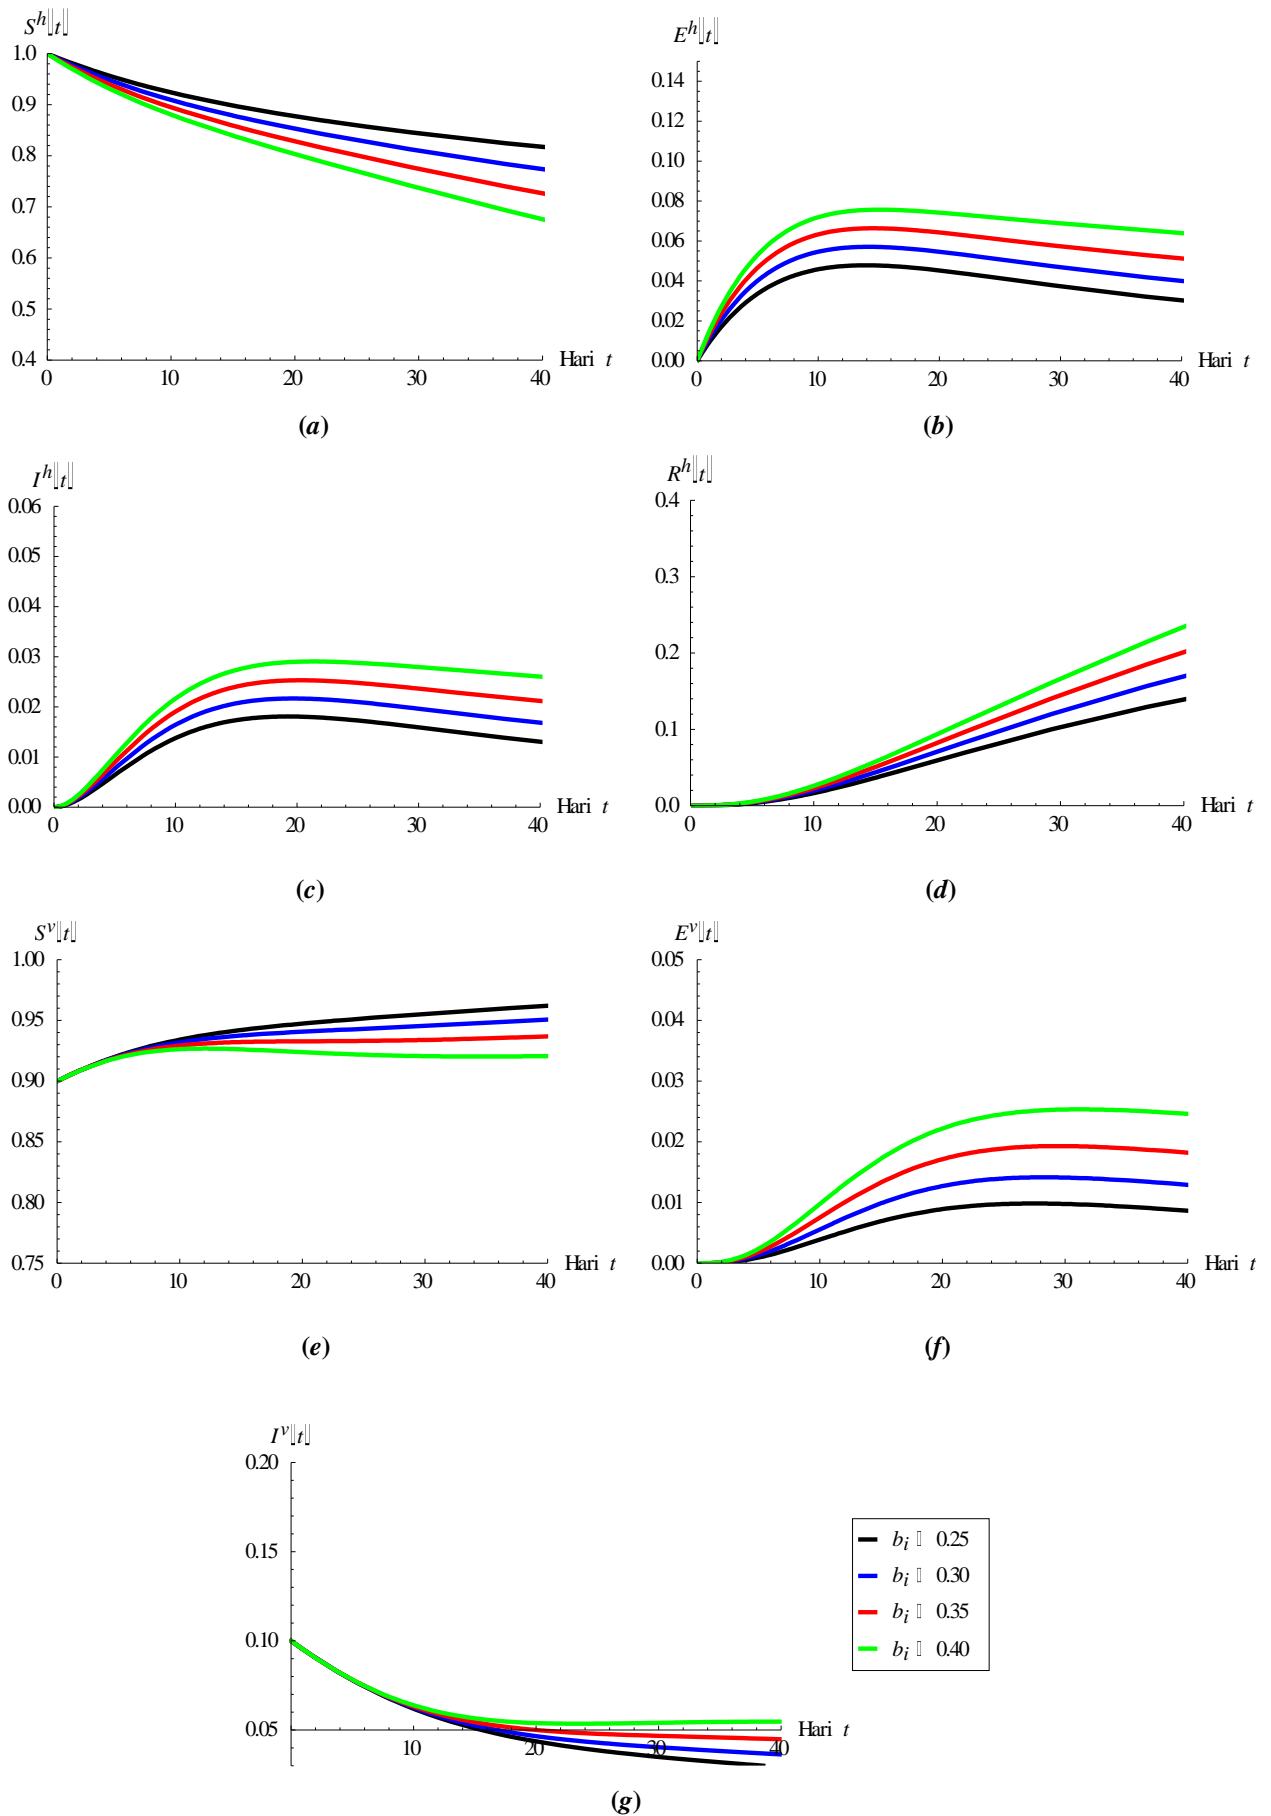 S^h[t]
1.0
0.9
0.8
0.7
0.6
0.5
0.4
0 10 20 30 40 Hari t
(a)
E^h[t]
0.14
0.12
0.10
0.08
0.06
0.04
0.02
0.00
0 10 20 30 40 Hari t
(b)
I^h[t]
0.06
0.05
0.04
0.03
0.02
0.01
0.00
0 10 20 30 40 Hari t
(c)
R^h[t]
0.4
0.3
0.2
0.1
0.0
0 10 20 30 40 Hari t
(d)
S^v[t]
1.00
0.95
0.90
0.85
0.80
0.75
0 10 20 30 40 Hari t
(e)
E^v[t]
0.05
0.04
0.03
0.02
0.01
0.00
0 10 20 30 40 Hari t
(f)
I^v[t]
0.20
0.15
0.10
0.05
10 20 30 40 Hari t
(g)
b_i 0.25
b_i 0.30
b_i 0.35
b_i 0.40